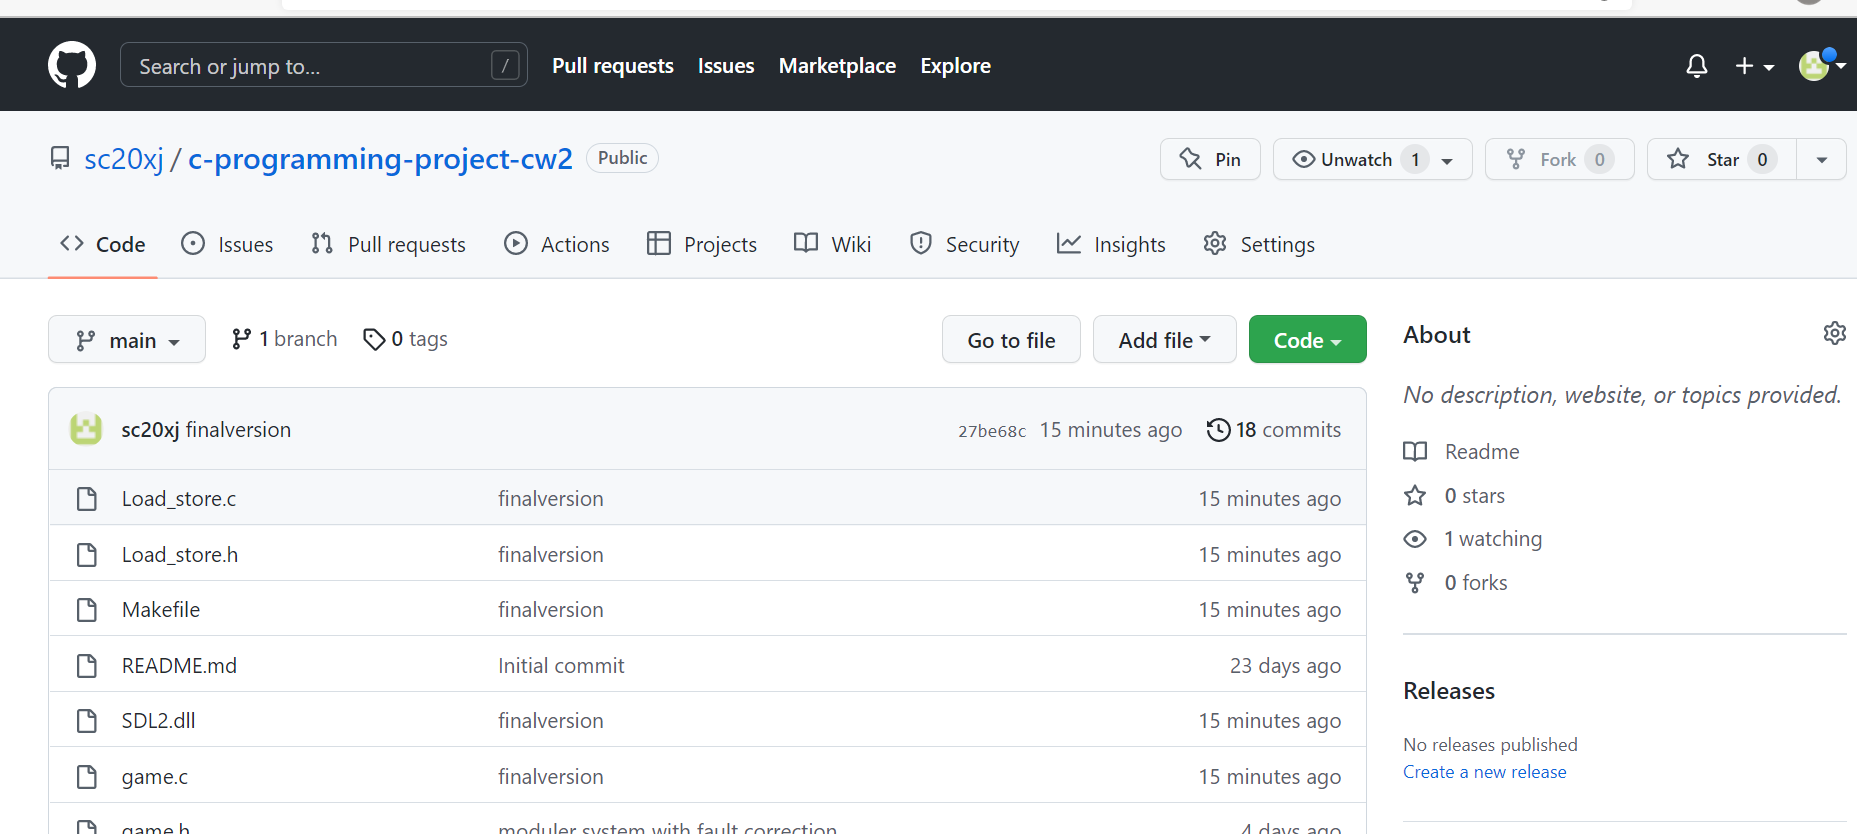 Search or jump to... /
Pull requests Issues Marketplace Explore
sc20xj / c-programming-project-cw2 Public
Pin Unwatch 1 Fork 0 Star 0
Code Issues Pull requests Actions Projects Wiki Security Insights Settings
main 1 branch 0 tags Go to file Add file Code
sc20xj finalversion 27be68c 15 minutes ago 18 commits
Load_store.c finalversion 15 minutes ago
Load_store.h finalversion 15 minutes ago
Makefile finalversion 15 minutes ago
README.md Initial commit 23 days ago
SDL2.dll finalversion 15 minutes ago
game.c finalversion 15 minutes ago
game.h moduler system with fault correction 4 days ago
About
No description, website, or topics provided.
Readme
0 stars
1 watching
0 forks
Releases
No releases published
Create a new release